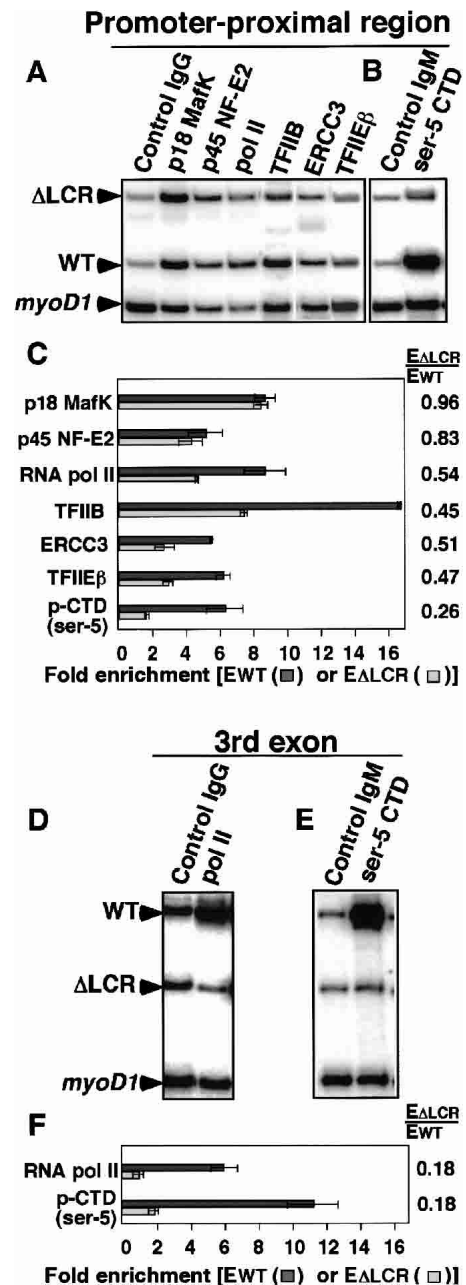 Promoter-proximal region
A
B
Control IgG
p18 MafK
p45 NF-E2
pol II
TFIIB
ERCC3
TFIIEβ
Control IgM
ser-5 CTD
ΔLCR
WT
myoD1
C
EΔLCR
EWT
p18 MafK 0.96
p45 NF-E2 0.83
RNA pol II 0.54
TFIIB 0.45
ERCC3 0.51
TFIIEβ 0.47
p-CTD
(ser-5) 0.26
0 2 4 6 8 10 12 14 16
Fold enrichment [EWT ( ) or EΔLCR ( )]
3rd exon
D
E
Control IgG
pol II
Control IgM
ser-5 CTD
WT
ΔLCR
myoD1
F
EΔLCR
EWT
RNA pol II 0.18
p-CTD
(ser-5) 0.18
0 2 4 6 8 10 12 14 16
Fold enrichment [EWT ( ) or EΔLCR ( )]